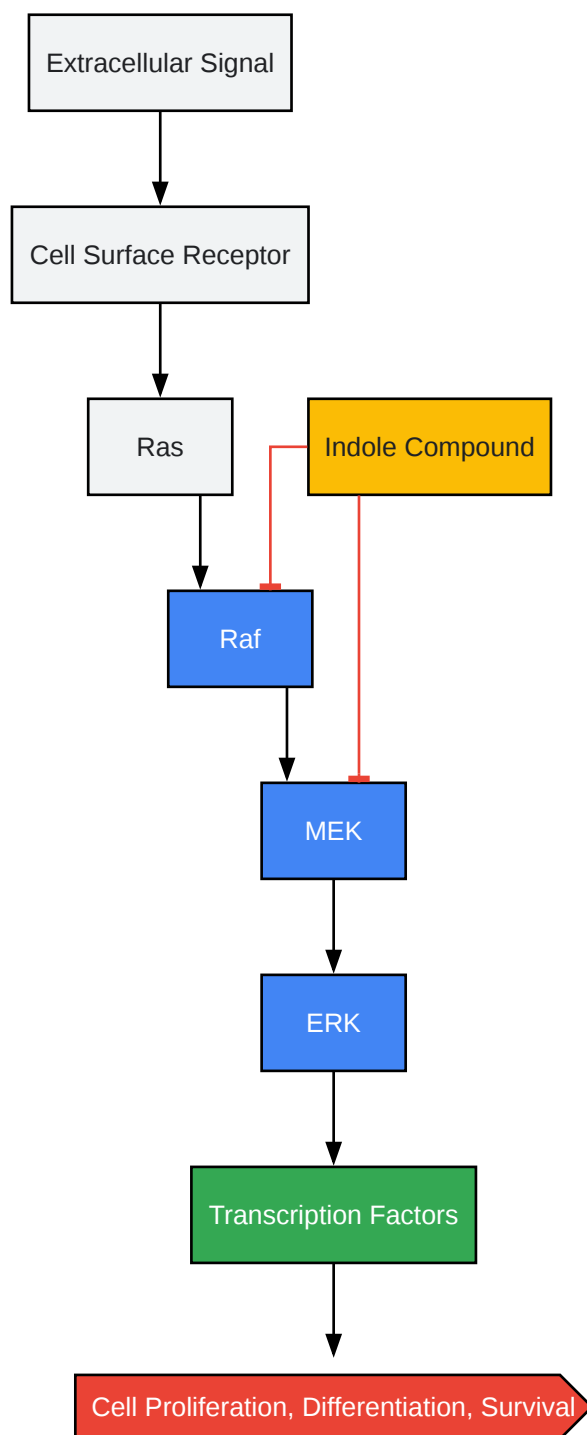 Extracellular Signal
Cell Surface Receptor
Ras
Indole Compound
Raf
MEK
ERK
Transcription Factors
Cell Proliferation, Differentiation, Survival